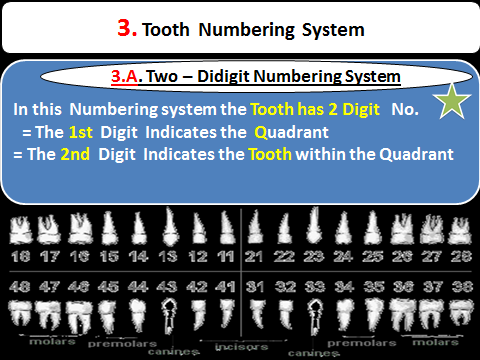 3. Tooth Numbering System
3.A. Two – Didigit Numbering System
In this Numbering system the Tooth has 2 Digit No.
= The 1st Digit Indicates the Quadrant
= The 2nd Digit Indicates the Tooth within the Quadrant
18 17 16 15 14 13 12 11 21 22 23 24 25 26 27 28
48 47 46 45 44 43 42 41 31 32 33 34 35 36 37 38
molars premolars canines incisors canines premolars molars